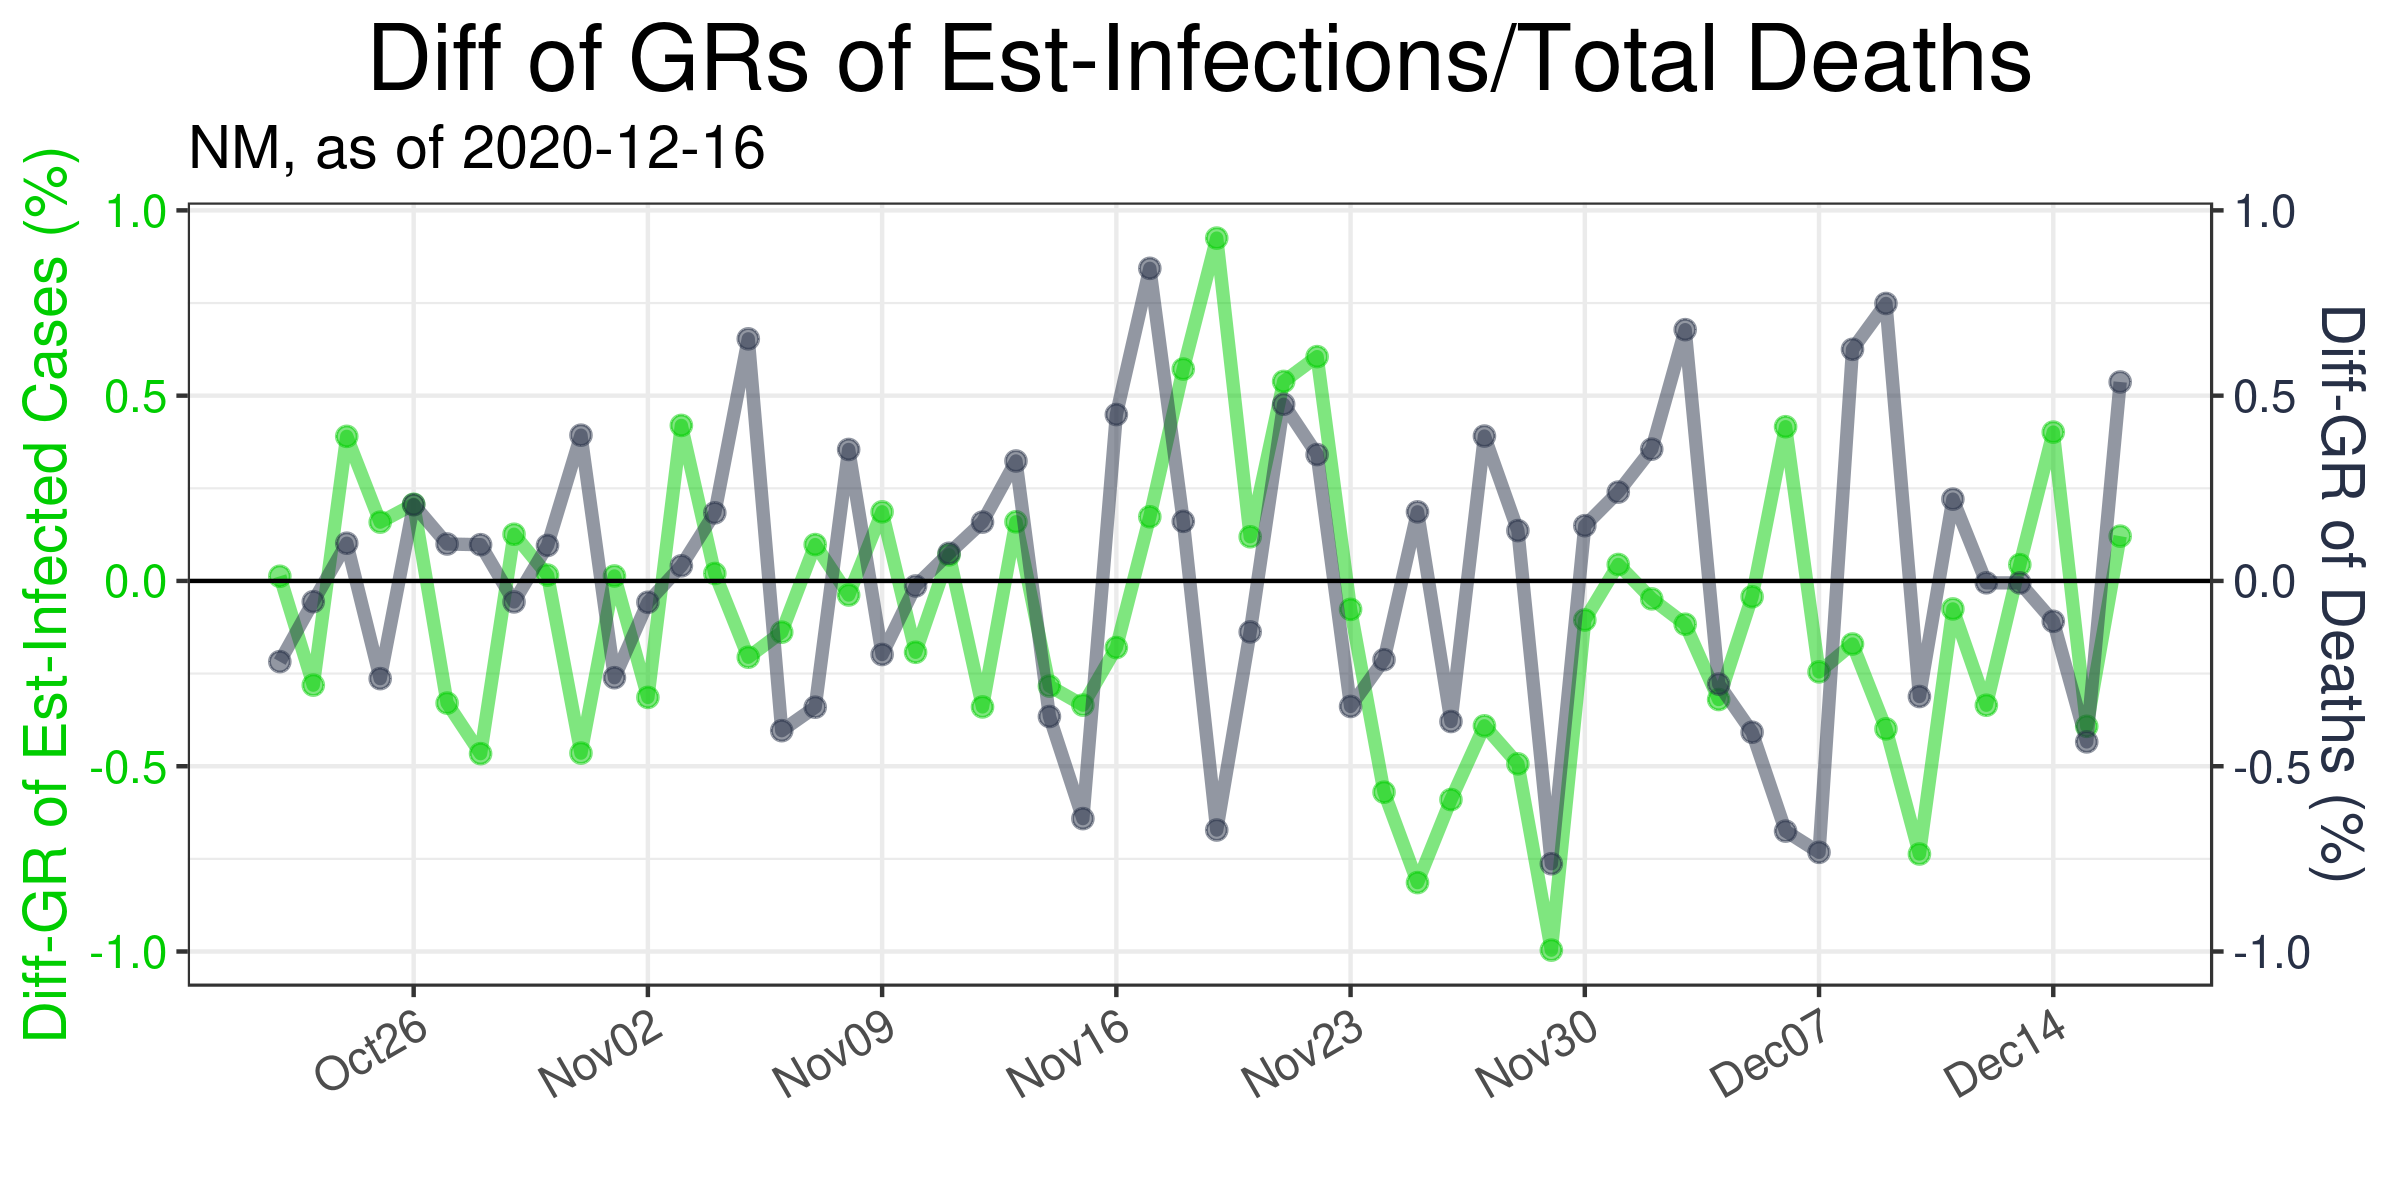 Diff of GRs of Est-Infections/Total Deaths
NM, as of 2020-12-16
Diff-GR of Est-Infected Cases (%)
1.0
0.5
0.0
-0.5
-1.0
1.0
0.5
0.0
-0.5
-1.0
Diff-GR of Deaths (%)
Oct26
Nov02
Nov09
Nov16
Nov23
Nov30
Dec07
Dec14